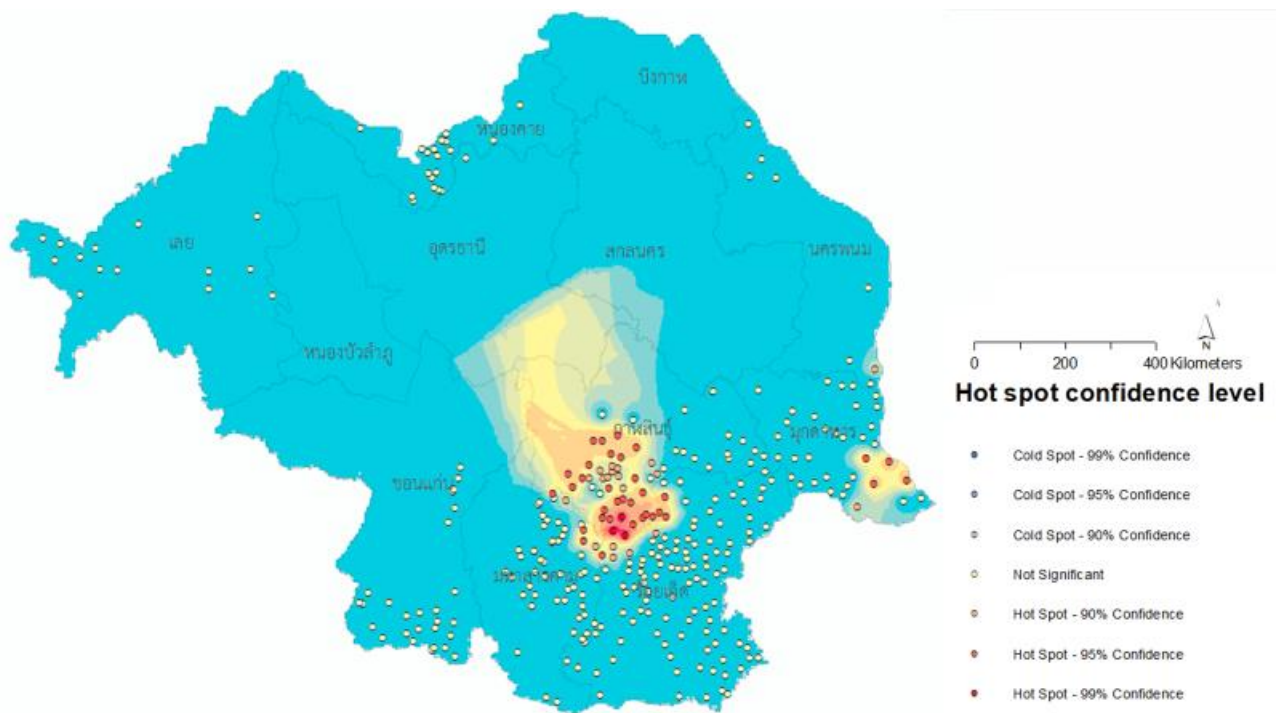 บึงกาฬ
หนองคาย
เลย
อุดรธานี
สกลนคร
นครพนม
หนองบัวลำภู
กาฬสินธุ์
มุกดาหาร
ขอนแก่น
มหาสารคาม
ร้อยเอ็ด
N
0 200 400 Kilometers
Hot spot confidence level
Cold Spot - 99% Confidence
Cold Spot - 95% Confidence
Cold Spot - 90% Confidence
Not Significant
Hot Spot - 90% Confidence
Hot Spot - 95% Confidence
Hot Spot - 99% Confidence